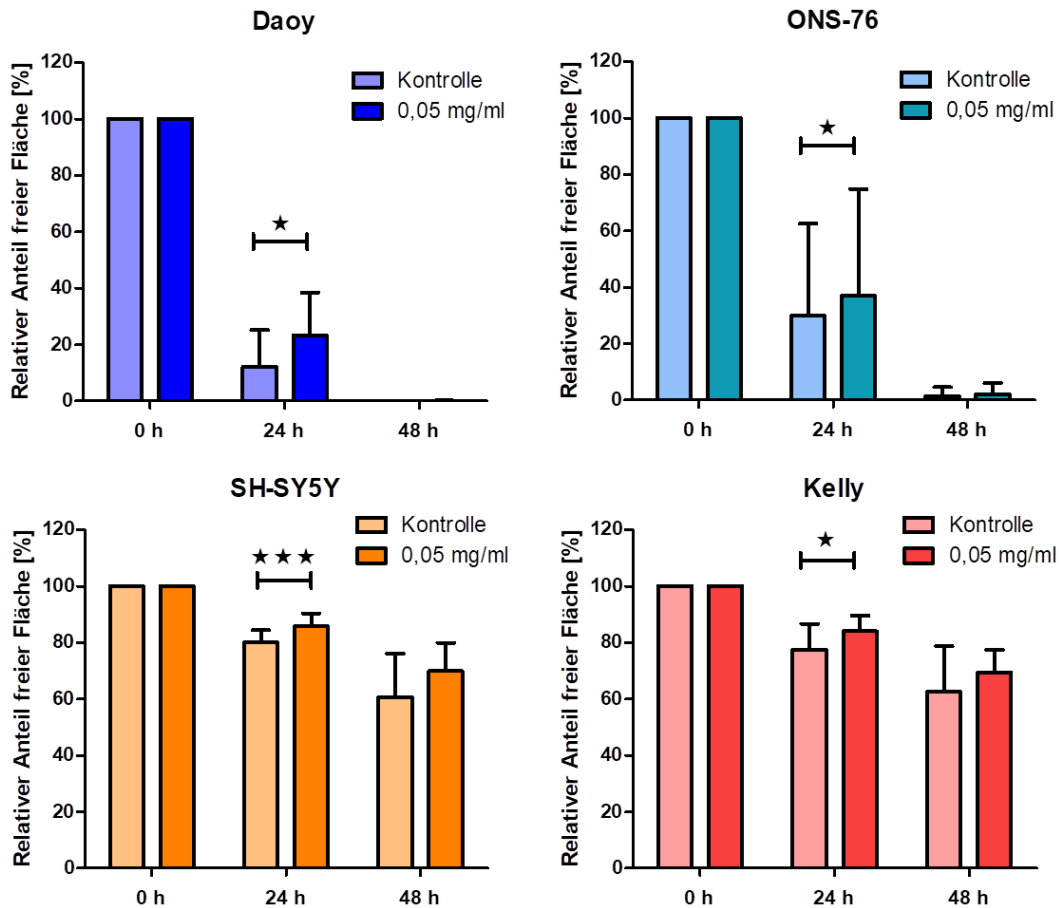 Daoy
Relativer Anteil freier Fläche [%]
120
100
80
60
40
20
0
Kontrolle
0,05 mg/ml
★
0 h
24 h
48 h
ONS-76
Relativer Anteil freier Fläche [%]
120
100
80
60
40
20
0
Kontrolle
0,05 mg/ml
★
0 h
24 h
48 h
SH-SY5Y
Relativer Anteil freier Fläche [%]
120
100
80
60
40
20
0
Kontrolle
0,05 mg/ml
★★★
0 h
24 h
48 h
Kelly
Relativer Anteil freier Fläche [%]
120
100
80
60
40
20
0
Kontrolle
0,05 mg/ml
★
0 h
24 h
48 h